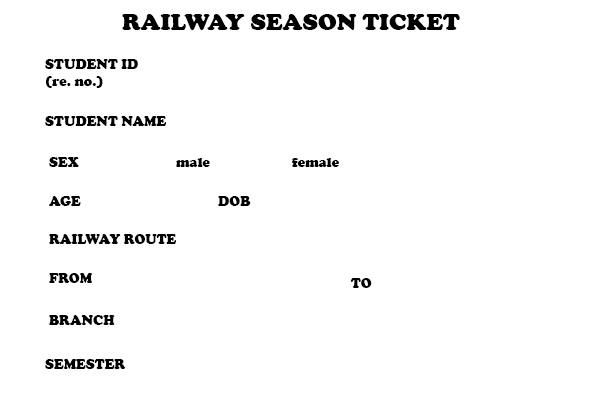 RAILWAY SEASON TICKET
STUDENT ID
(re. no.)
STUDENT NAME
SEX male female
AGE DOB
RAILWAY ROUTE
FROM TO
BRANCH
SEMESTER